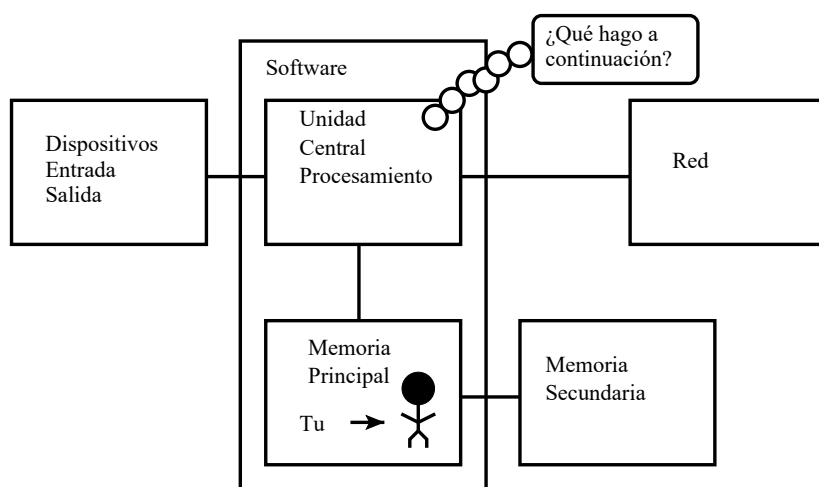 ¿Qué hago a
continuación?
Software
Unidad
Central
Procesamiento
Dispositivos
Entrada
Salida
Red
Memoria
Principal
Tu
Memoria
Secundaria